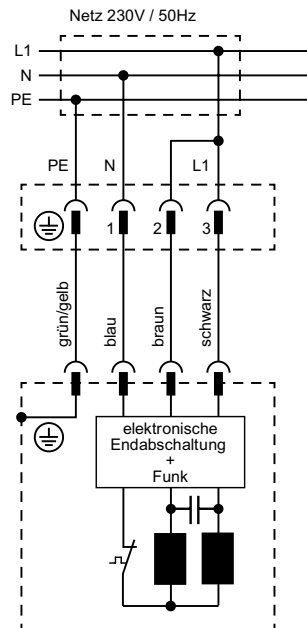 Netz 230V / 50Hz
L1
N
PE
PE
N
L1
1
2
3
grün/gelb
blau
braun
schwarz
elektronische
Endabschaltung
+
Funk